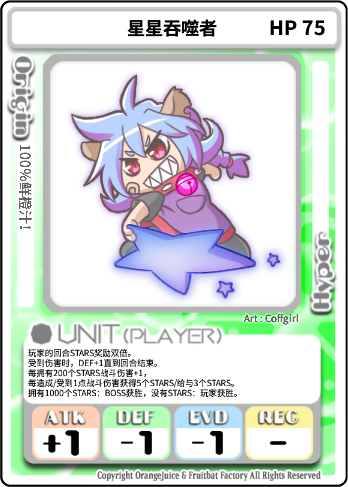 星星吞噬者 HP 75
Origin
100%鲜橙汁!
Hyper
Art : Coffgirl
UNIT (PLAYER)
玩家的回合STARS奖励双倍。
受到伤害时，DEF+1直到回合结束。
每拥有200个STARS战斗伤害+1，
每造成/受到1点战斗伤害获得5个STARS/给与3个STARS。
拥有1000个STARS：BOSS获胜，没有STARS：玩家获胜。
ATK DEF EVD REC
+1 -1 -1 -
Copyright Orangejuice & Fruitbat Factory All Rights Reserved